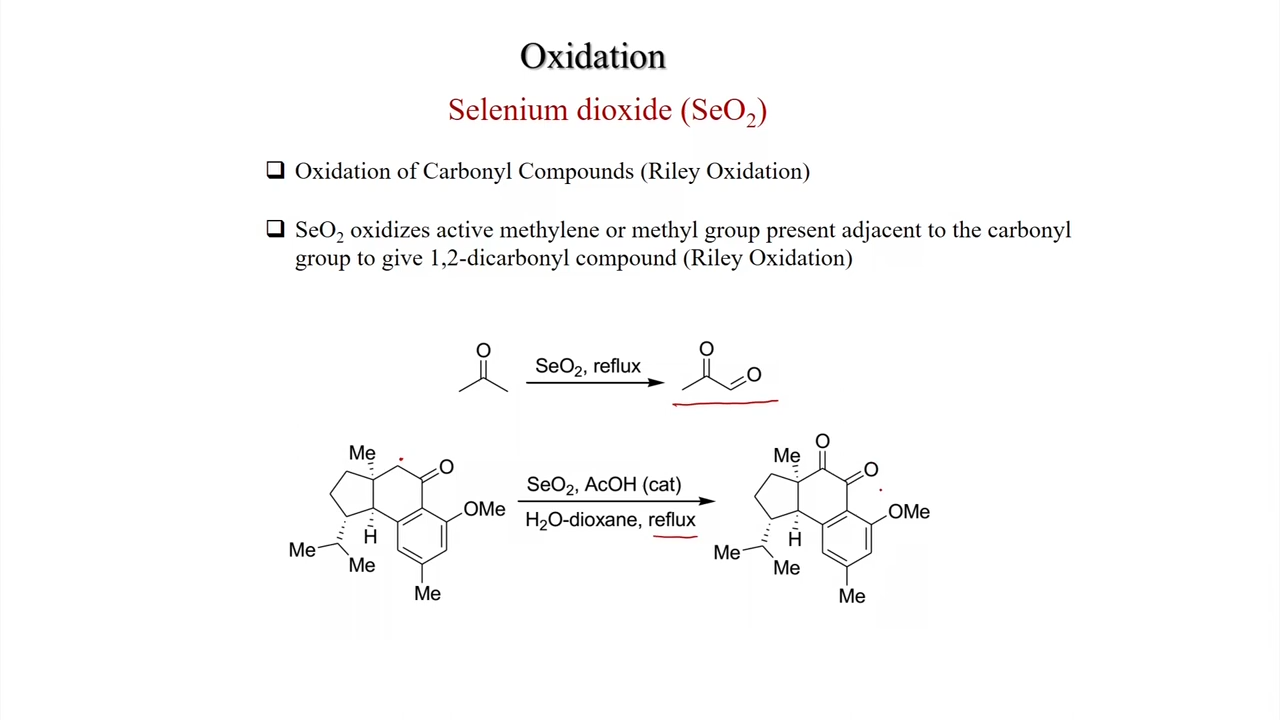 Oxidation
Selenium dioxide (SeO₂)
❑ Oxidation of Carbonyl Compounds (Riley Oxidation)
❑ SeO₂ oxidizes active methylene or methyl group present adjacent to the carbonyl
group to give 1,2-dicarbonyl compound (Riley Oxidation)
O
SeO₂, reflux
O
O
Me
O
OMe
H
Me
Me
Me
SeO₂, AcOH (cat)
H₂O-dioxane, reflux
O
Me
O
OMe
H
Me
Me
Me